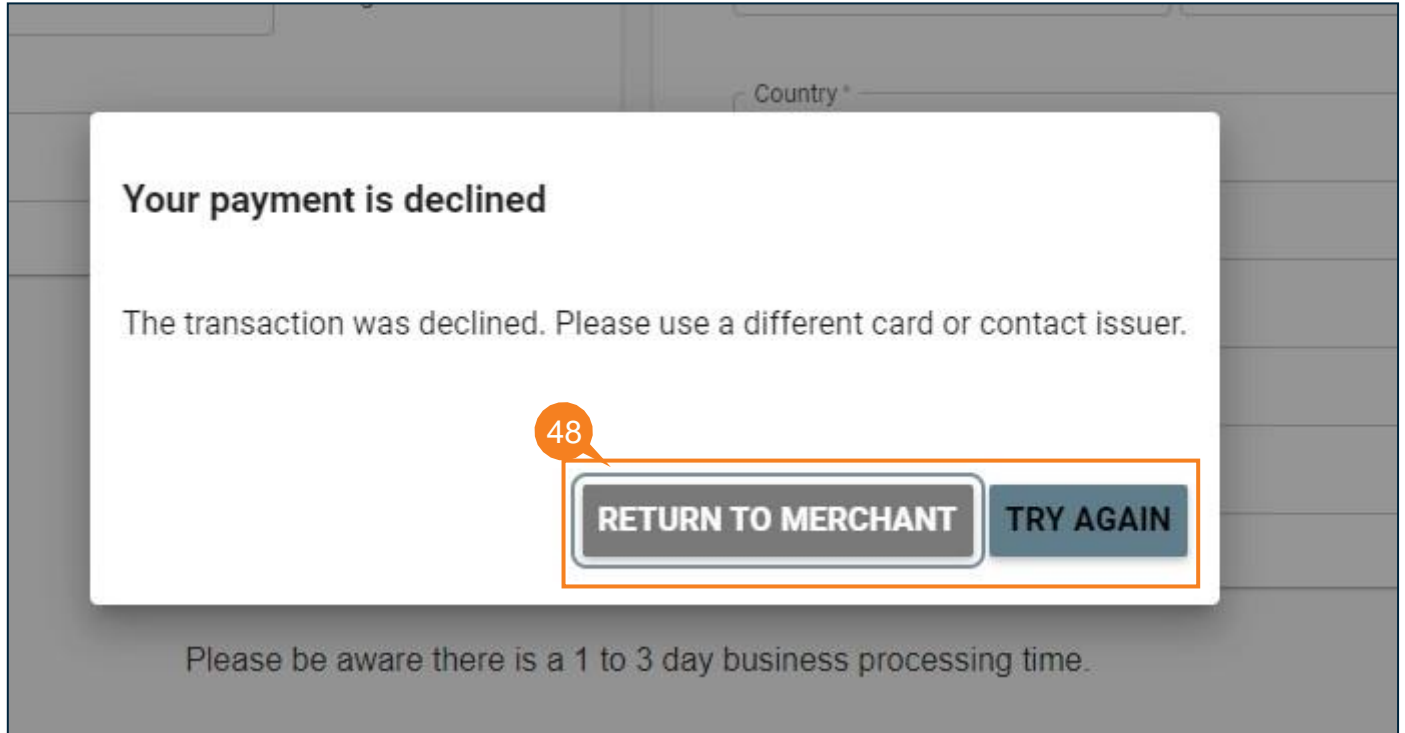 Country *
Your payment is declined
The transaction was declined. Please use a different card or contact issuer.
48
RETURN TO MERCHANT
TRY AGAIN
Please be aware there is a 1 to 3 day business processing time.